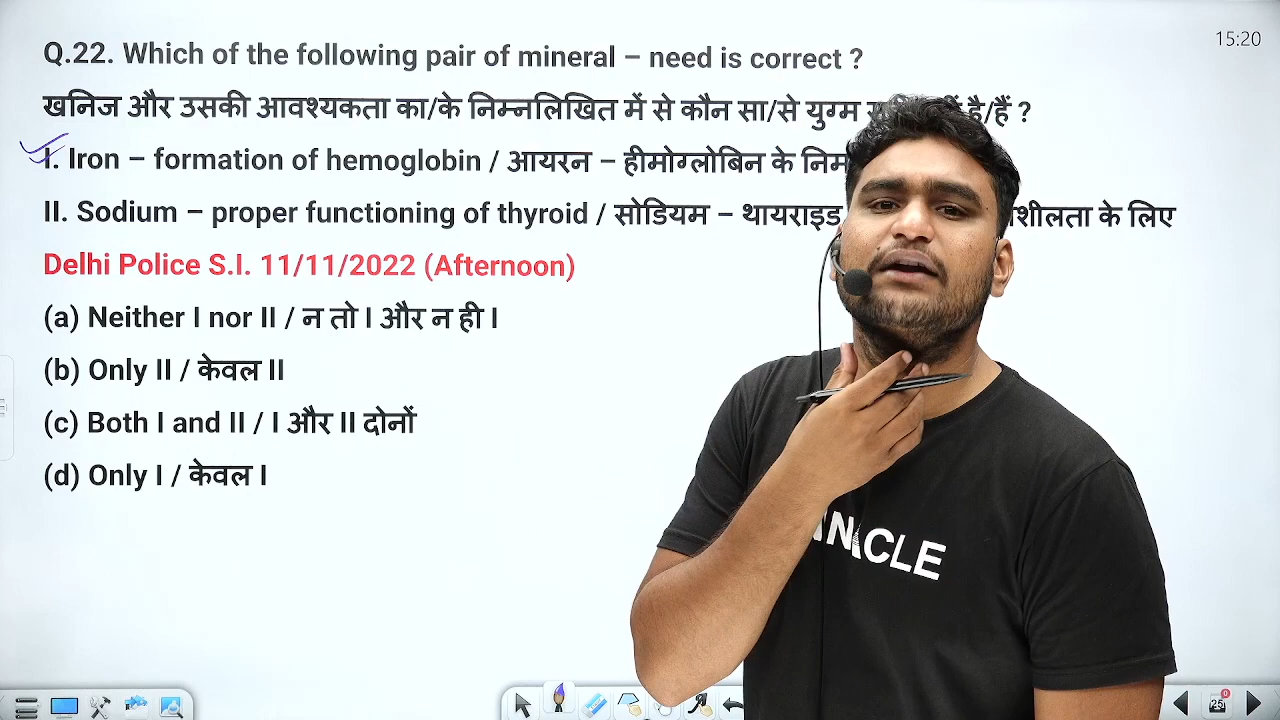 15:20
Q.22. Which of the following pair of mineral – need is correct ?
खनिज और उसकी आवश्यकता का/के निम्नलिखित में से कौन सा/से युग्म है/हैं ?
I. Iron – formation of hemoglobin / आयरन – हीमोग्लोबिन के
II. Sodium – proper functioning of thyroid / सोडियम – थायराइड के लिए
Delhi Police S.I. 11/11/2022 (Afternoon)
(a) Neither I nor II / न तो I और न ही I
(b) Only II / केवल II
(c) Both I and II / I और II दोनों
(d) Only I / केवल I
25
0